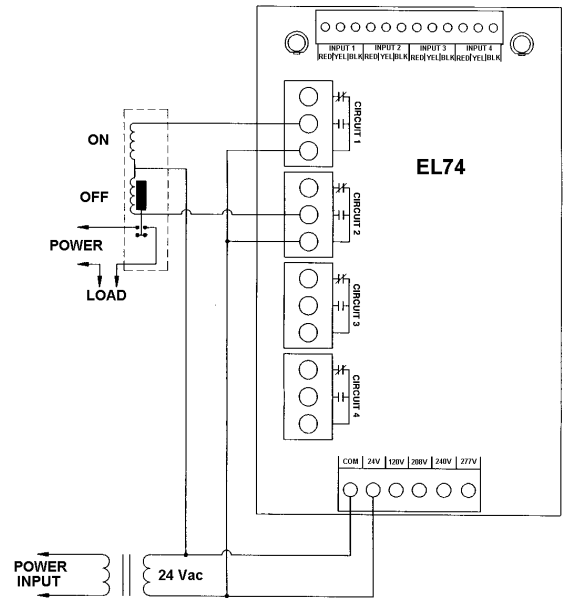 INPUT 1 INPUT 2 INPUT 3 INPUT 4
RED YEL BLK RED YEL BLK RED YEL BLK RED YEL BLK
CIRCUIT 1
ON
EL74
OFF
CIRCUIT 2
POWER
LOAD
CIRCUIT 3
CIRCUIT 4
COM 24V 120V 208V 240V 277V
POWER
INPUT
24 Vac